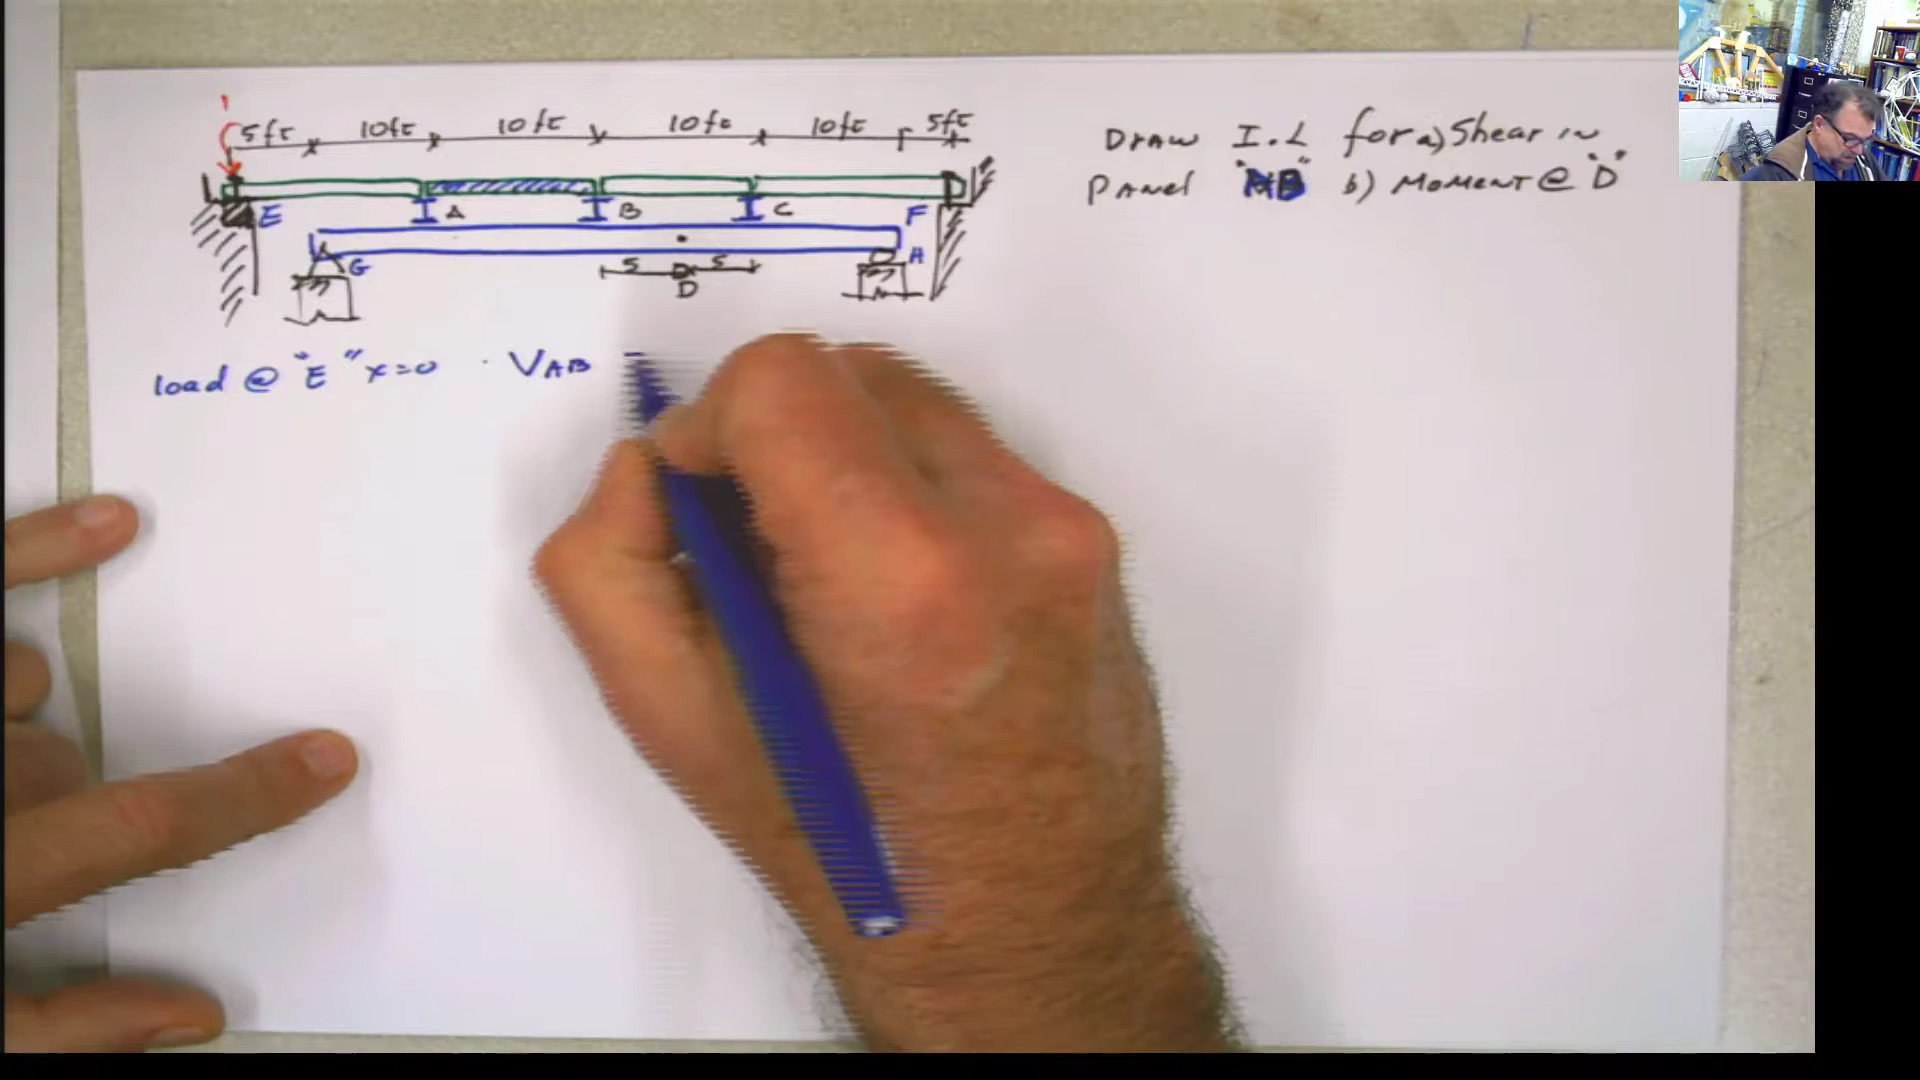 5ft 10ft 10ft 10ft 10ft 5ft
Draw I.L for a) Shear in
Panel "AB" b) Moment @ "D"
E A B C F
G 5 5 H
D
load @ "E" x=0 · VAB